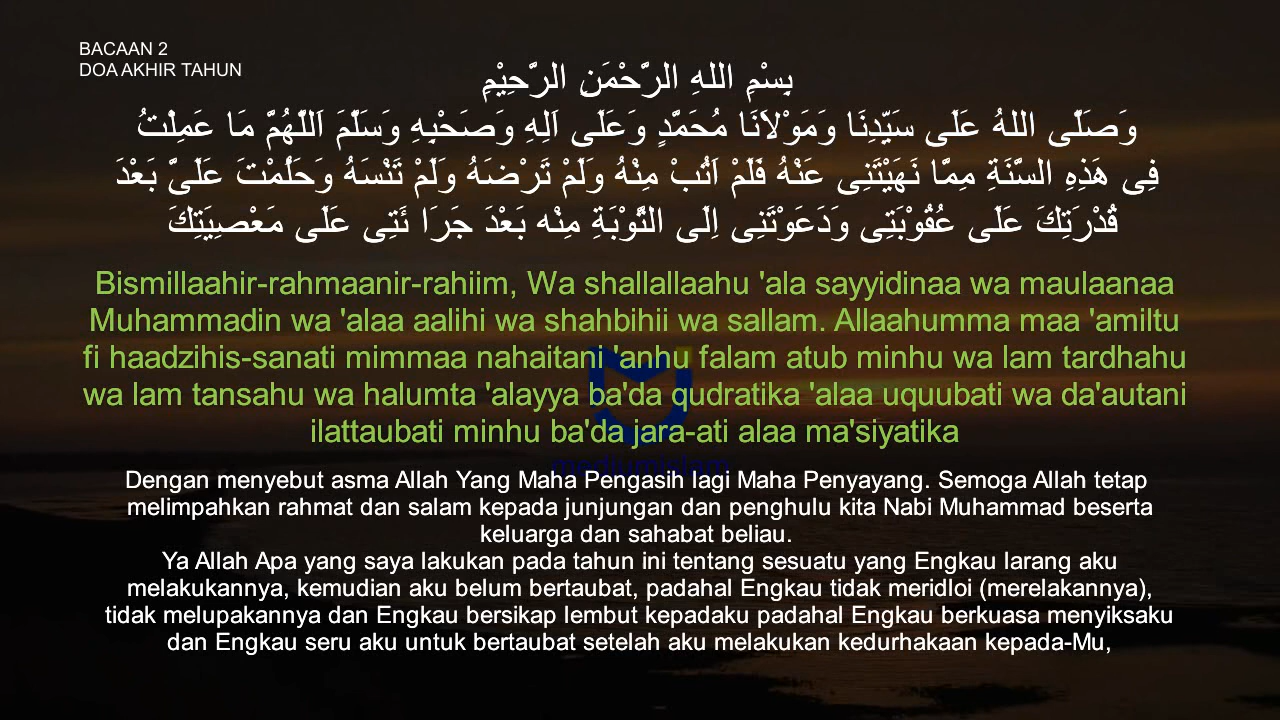 BACAAN 2
DOA AKHIR TAHUN
بِسْمِ اللهِ الرَّحْمَنِ الرَّحِيْمِ
وَصَلَّى اللهُ عَلَى سَيِّدِنَا وَمَوْلاَنَا مُحَمَّدٍ وَعَلَى اَلِهِ وَصَحْبِهِ وَسَلَّمَ اَللّهُمَّ مَا عَمِلْتُ
فِى هَذِهِ السَّنَةِ مِمَّا نَهَيْتَنِى عَنْهُ فَلَمْ اَتُبْ مِنْهُ وَلَمْ تَرْضَهُ وَلَمْ تَنْسَهُ وَحَلُمْتَ عَلَىَّ بَعْدَ
قُدْرَتِكَ عَلَى عُقُوْبَتِى وَدَعَوْتَنِى اِلَى التَّوْبَةِ مِنْه بَعْدَ جَرَا ئَتِى عَلَى مَعْصِيَتِكَ
Bismillaahir-rahmaanir-rahiim, Wa shallallaahu 'ala sayyidinaa wa maulaanaa
Muhammadin wa 'alaa aalihi wa shahbihii wa sallam. Allaahumma maa 'amiltu
fi haadzihis-sanati mimmaa nahaitani 'anhu falam atub minhu wa lam tardhahu
wa lam tansahu wa halumta 'alayya ba'da qudratika 'alaa uquubati wa da'autani
ilattaubati minhu ba'da jara-ati alaa ma'siyatika
mediumislam
Dengan menyebut asma Allah Yang Maha Pengasih lagi Maha Penyayang. Semoga Allah tetap
melimpahkan rahmat dan salam kepada junjungan dan penghulu kita Nabi Muhammad beserta
keluarga dan sahabat beliau.
Ya Allah Apa yang saya lakukan pada tahun ini tentang sesuatu yang Engkau larang aku
melakukannya, kemudian aku belum bertaubat, padahal Engkau tidak meridloi (merelakannya),
tidak melupakannya dan Engkau bersikap lembut kepadaku padahal Engkau berkuasa menyiksaku
dan Engkau seru aku untuk bertaubat setelah aku melakukan kedurhakaan kepada-Mu,